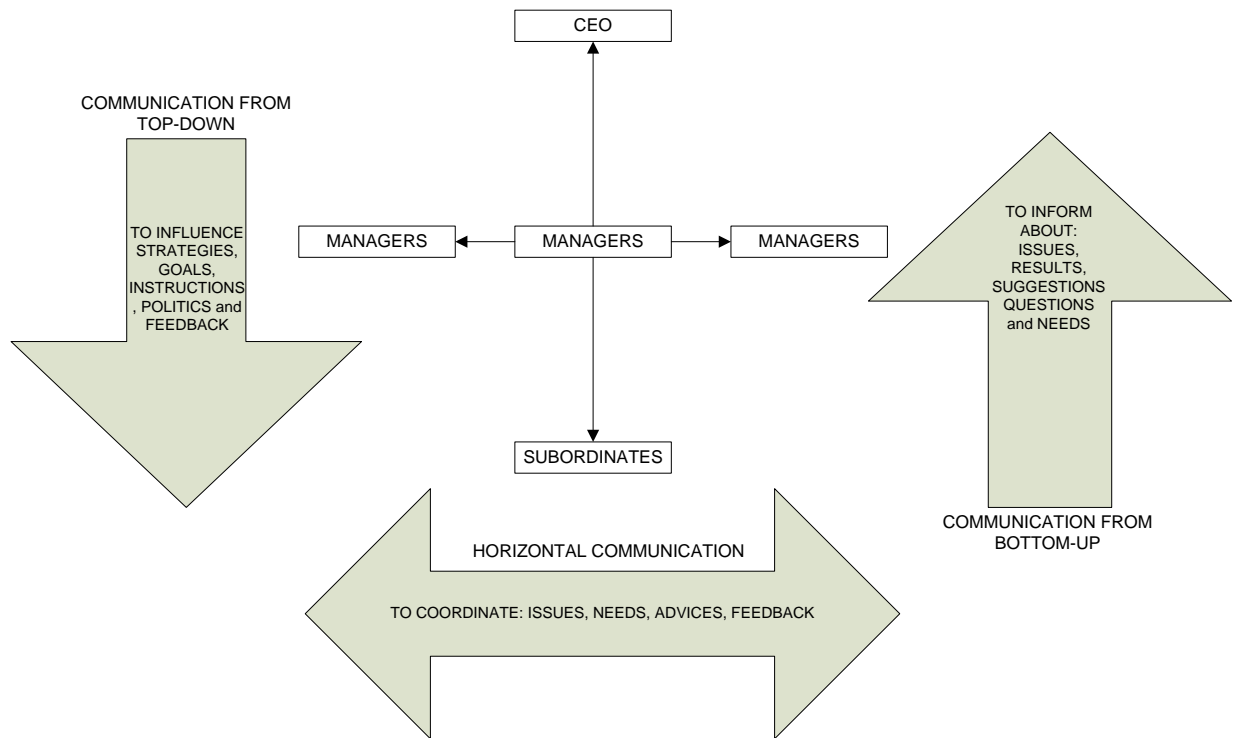 CEO
COMMUNICATION FROM
TOP-DOWN
TO INFLUENCE
STRATEGIES,
GOALS,
INSTRUCTIONS
, POLITICS and
FEEDBACK
MANAGERS
MANAGERS
MANAGERS
TO INFORM
ABOUT:
ISSUES,
RESULTS,
SUGGESTIONS
QUESTIONS
and NEEDS
SUBORDINATES
COMMUNICATION FROM
BOTTOM-UP
HORIZONTAL COMMUNICATION
TO COORDINATE: ISSUES, NEEDS, ADVICES, FEEDBACK